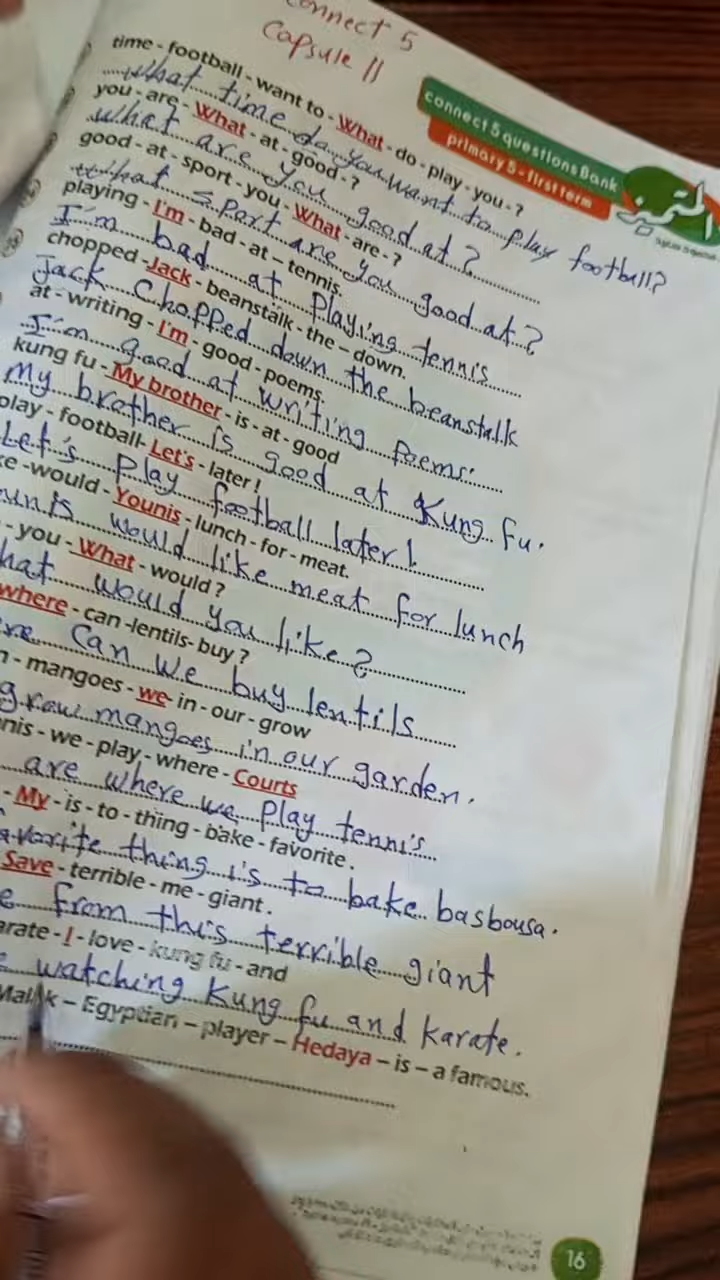 connect 5
Capsule 11
connect 5 questions Bank
primary 5 - first term
المتميز
time - football - want to - What - do - play - you - ?
What time do you want to play football?
you - are - What - at - good - ?
What are you good at?
good - at - sport - you - What - are - ?
What sport are you good at?
playing - I'm - bad - at – tennis.
I'm bad at playing tennis
chopped - Jack - beanstalk - the – down.
Jack chopped down the beanstalk
at - writing - I'm - good - poems.
I'm good at writing poems.
kung fu - My brother - is - at - good
My brother is good at Kung fu.
play - football- Let's - later !
Let's play football later!
-would - Younis - lunch - for - meat.
would like meat for lunch
- you - What - would ?
would you like?
where - can -lentils- buy ?
can we buy lentils
- mangoes - we - in - our - grow
grow mangoes in our garden.
- we - play - where - Courts
are where we play tennis
- My - is - to - thing - bake - favorite .
thing is to bake basbousa.
Save - terrible - me - giant .
from this terrible giant
- I - love - kung fu - and
watching Kung fu and karate.
Malak – Egyptian – player – Hedaya – is – a famous.
16